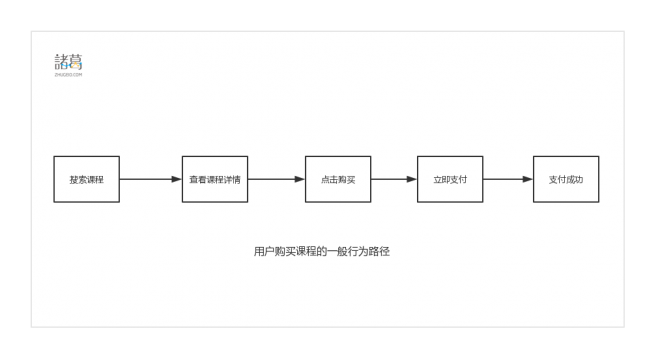 諸葛
ZHUGEIO.COM
搜索课程
查看课程详情
点击购买
立即支付
支付成功
用户购买课程的一般行为路径